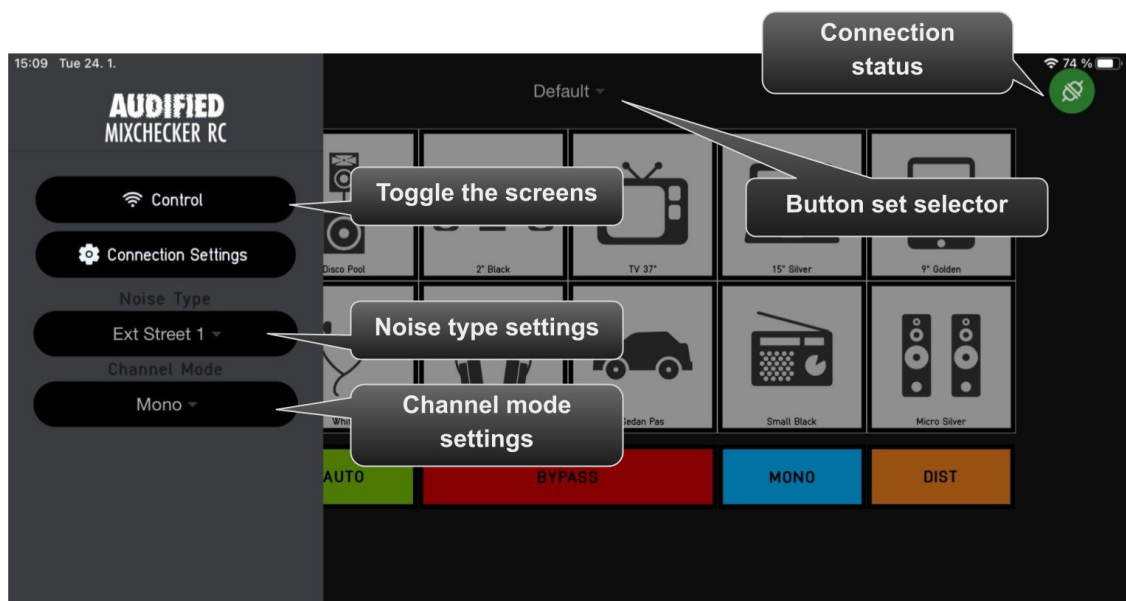 Connection
status
15:09 Tue 24. 1.
74 %
AUDIFIED
MIXCHECKER RC
Default
Control
Toggle the screens
Button set selector
Connection Settings
Disco Pool
2" Black
TV 37"
15" Silver
9" Golden
Noise Type
Ext Street 1
Noise type settings
Channel Mode
Mono
Channel mode
settings
Sedan Pas
Small Black
Micro Silver
AUTO
BYPASS
MONO
DIST